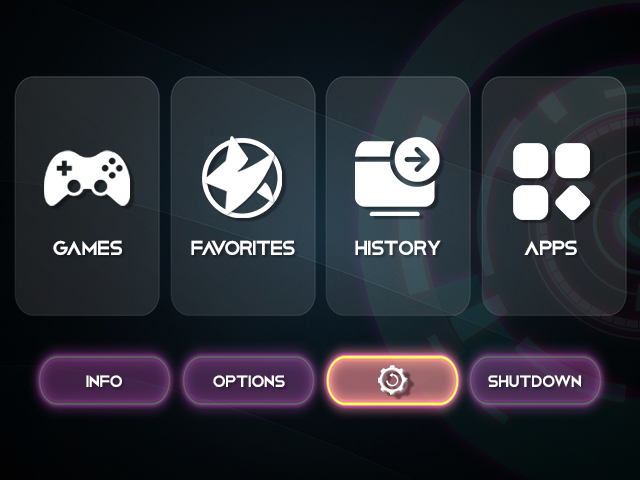 GAMES
FAVORITES
HISTORY
APPS
INFO
OPTIONS
SHUTDOWN